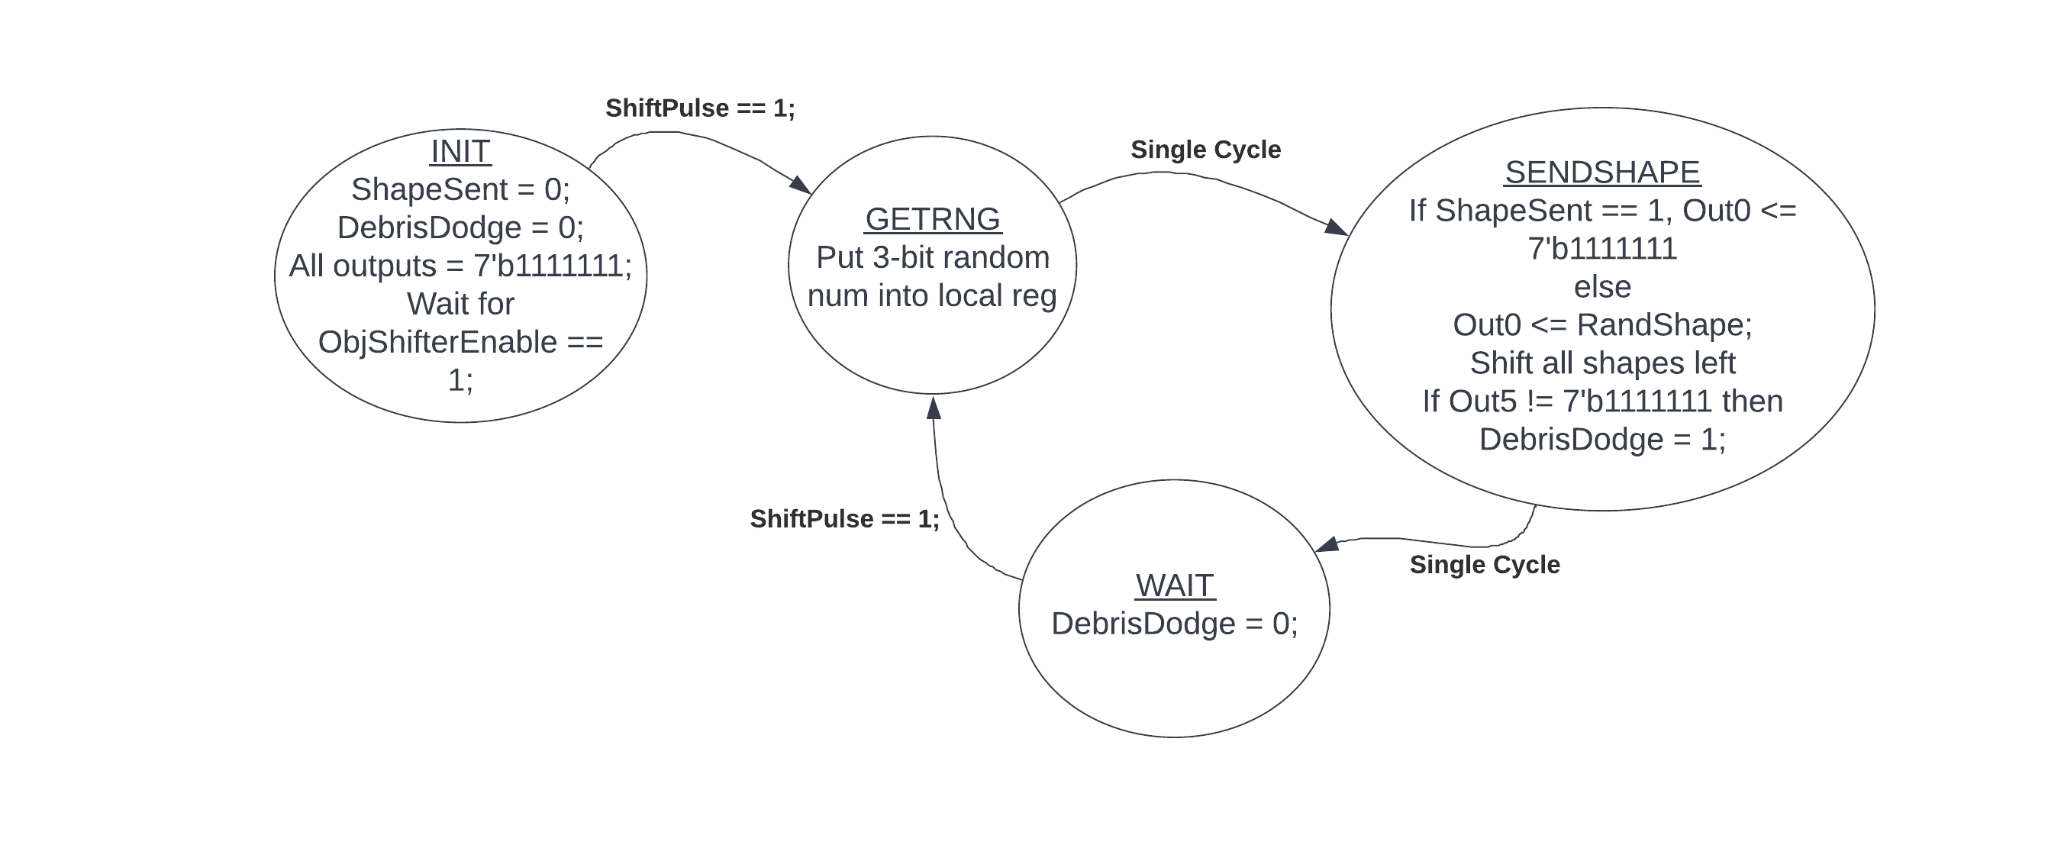 ShiftPulse == 1;
INIT
ShapeSent = 0;
DebrisDodge = 0;
All outputs = 7'b1111111;
Wait for
ObjShifterEnable ==
1;
GETRNG
Put 3-bit random
num into local reg
Single Cycle
SENDSHAPE
If ShapeSent == 1, Out0 <=
7'b1111111
else
Out0 <= RandShape;
Shift all shapes left
If Out5 != 7'b1111111 then
DebrisDodge = 1;
Single Cycle
WAIT
DebrisDodge = 0;
ShiftPulse == 1;